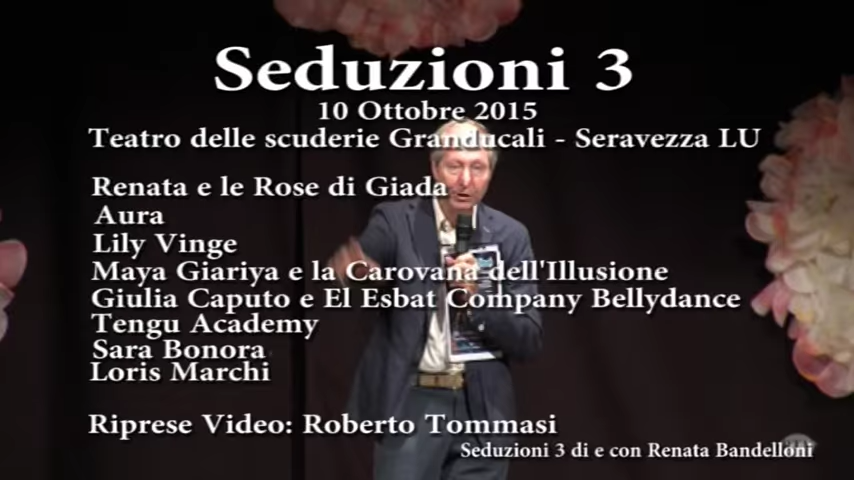 Seduzioni 3
10 Ottobre 2015
Teatro delle scuderie Granducali - Seravezza LU
Renata e le Rose di Giada
Aura
Lily Vinge
Maya Giariya e la Carovana dell'Illusione
Giulia Caputo e El Esbat Company Bellydance
Tengu Academy
Sara Bonora
Loris Marchi
Riprese Video: Roberto Tommasi
Seduzioni 3 di e con Renata Bandelloni